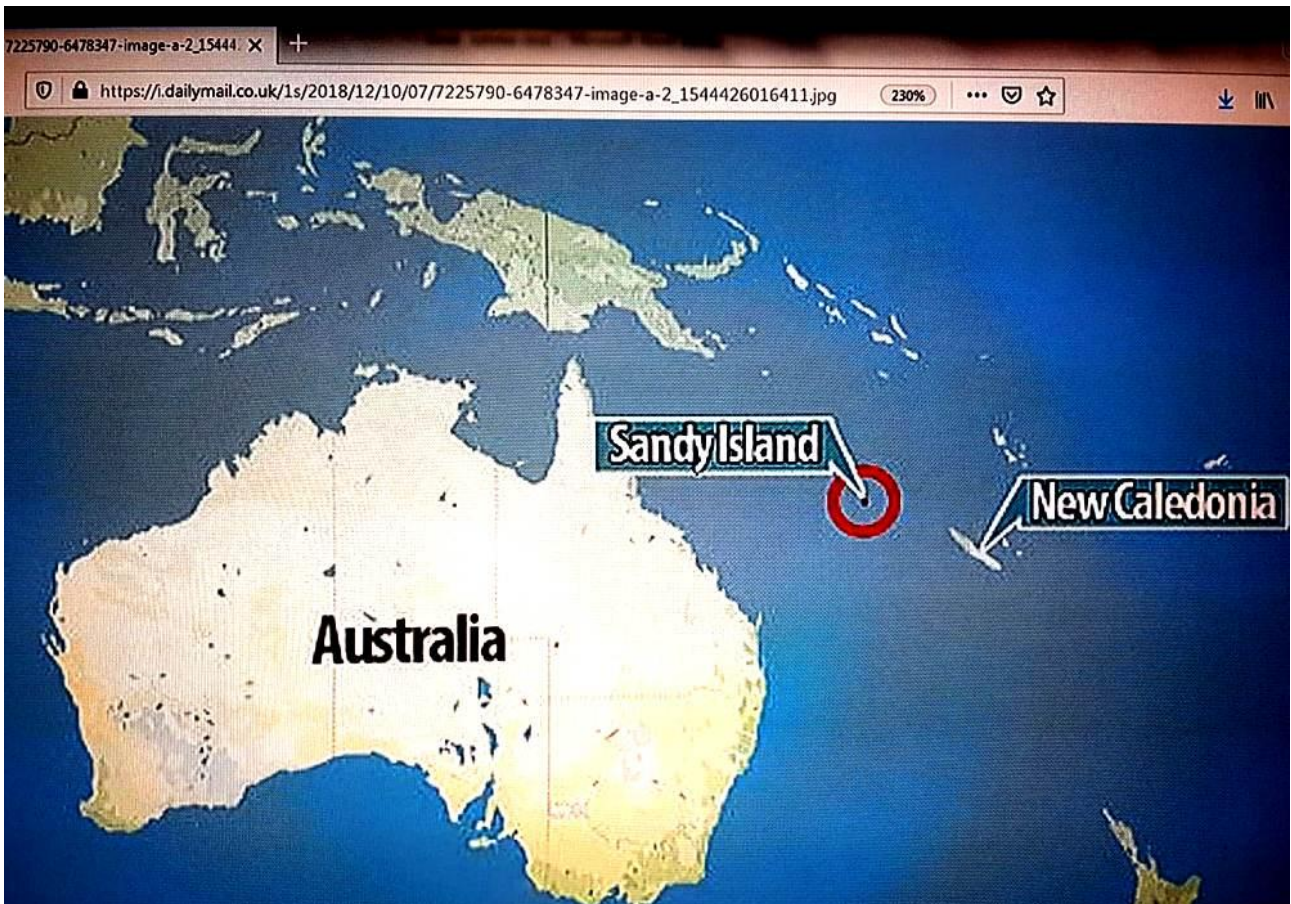 7225790-6478347-image-a-2_15444
https://i.dailymail.co.uk/1s/2018/12/10/07/7225790-6478347-image-a-2_1544426016411.jpg 230%
Sandy Island
New Caledonia
Australia